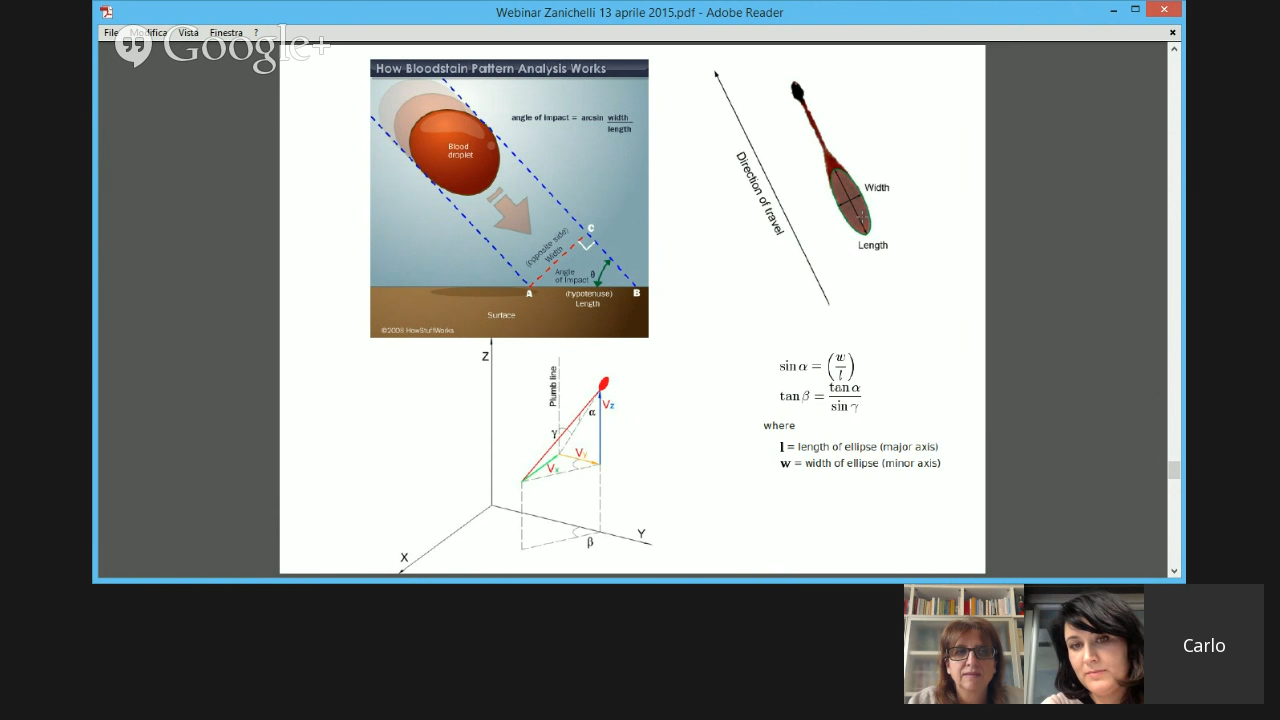 Webinar Zanichelli 13 aprile 2015.pdf - Adobe Reader
File Modifica Vista Finestra ?
Google+
How Bloodstain Pattern Analysis Works
angle of impact = arcsin width
length
Blood
droplet
C
(opposite side)
Width
Angle
of Impact θ
A
(hypotenuse)
Length
B
Surface
©2008 HowStuffWorks
Direction of travel
Width
Length
Z
Plumb line
Vz
α
γ
Vy
Vx
Y
β
X
sin α = (w/l)
tan β = tan α / sin γ
where
l = length of ellipse (major axis)
w = width of ellipse (minor axis)
Carlo